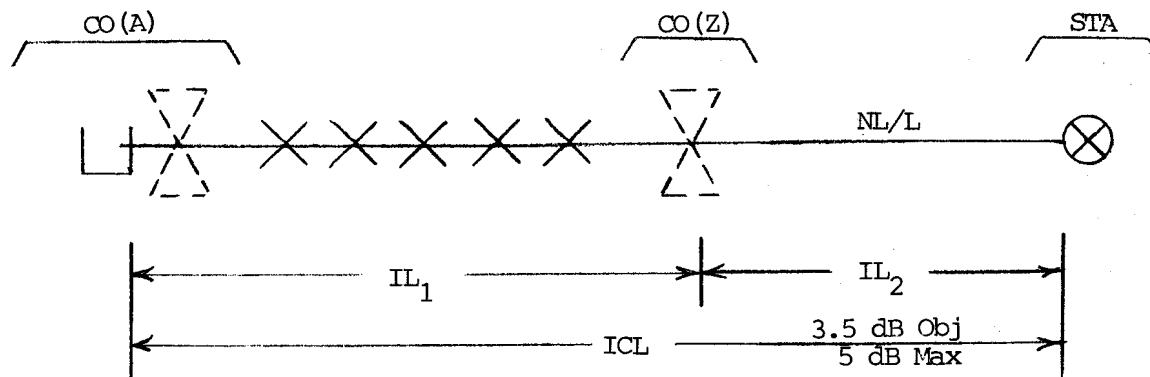 CO(A)
CO(Z)
STA
NL/L
IL1
IL2
ICL
3.5 dB Obj
5 dB Max